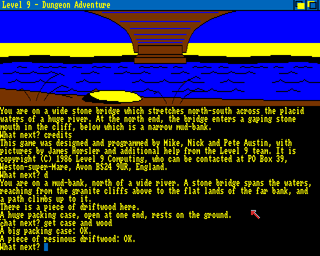 Level 9 - Dungeon Adventure
You are on a wide stone bridge which stretches north-south across the placid
waters of a huge river. At the north end, the bridge enters a gaping stone
mouth in the cliff, below which is a narrow mud-bank.
What next? credits
This game was designed and programmed by Mike, Nick and Pete Austin, with
pictures by James Horsler and additional help from the Level 9 team. It is
copyright (C) 1986 Level 9 Computing, who can be contacted at PO Box 39,
Weston-super-Mare, Avon BS24 9UR, England.
What next? d
You are on a mud-bank, north of a wide river. A stone bridge spans the waters,
reaching from the granite cliffs above to the flat lands of the far bank, and
a path climbs up to it.
There is a piece of driftwood here.
A huge packing case, open at one end, rests on the ground.
What next? get case and wood
A big packing case: OK.
A piece of resinous driftwood: OK.
What next?